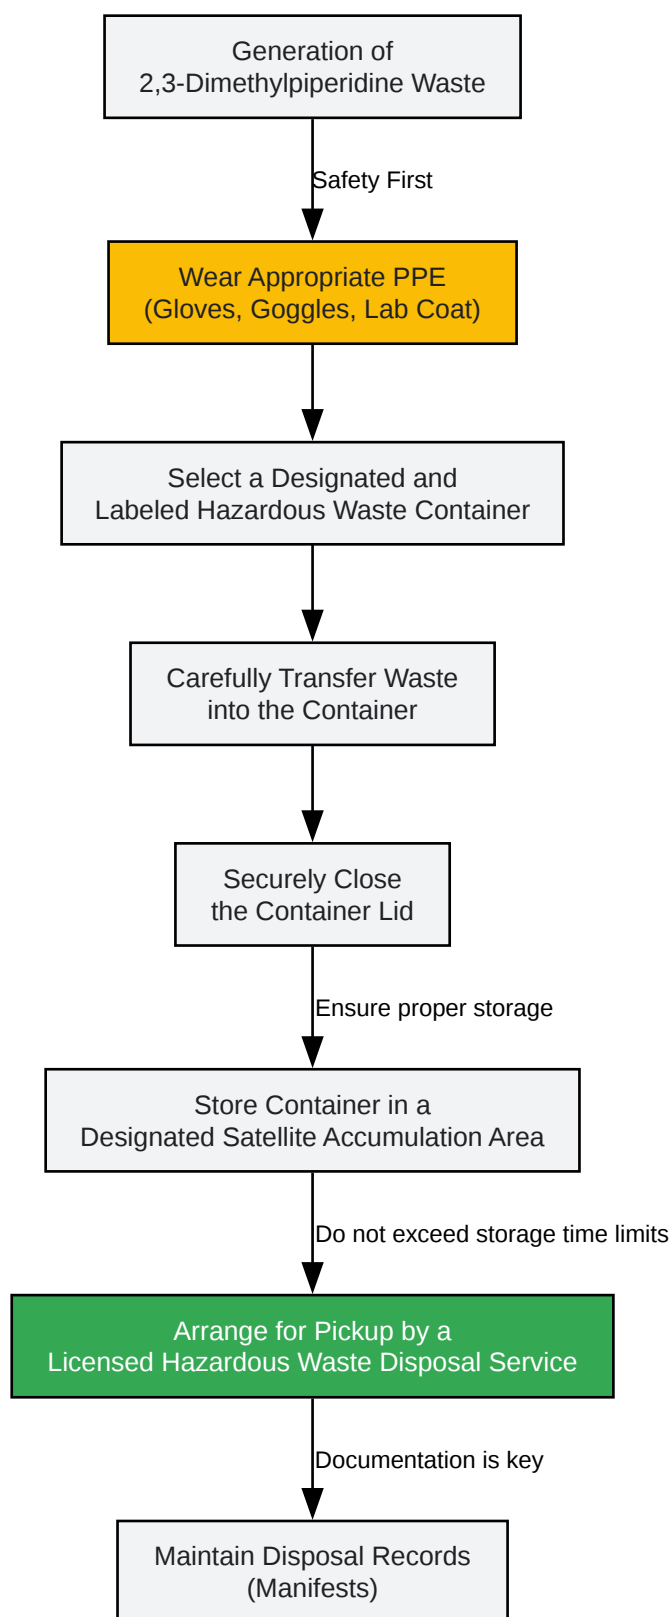 Generation of
2,3-Dimethylpiperidine Waste
Safety First
Wear Appropriate PPE
(Gloves, Goggles, Lab Coat)
Select a Designated and
Labeled Hazardous Waste Container
Carefully Transfer Waste
into the Container
Securely Close
the Container Lid
Ensure proper storage
Store Container in a
Designated Satellite Accumulation Area
Do not exceed storage time limits
Arrange for Pickup by a
Licensed Hazardous Waste Disposal Service
Documentation is key
Maintain Disposal Records
(Manifests)